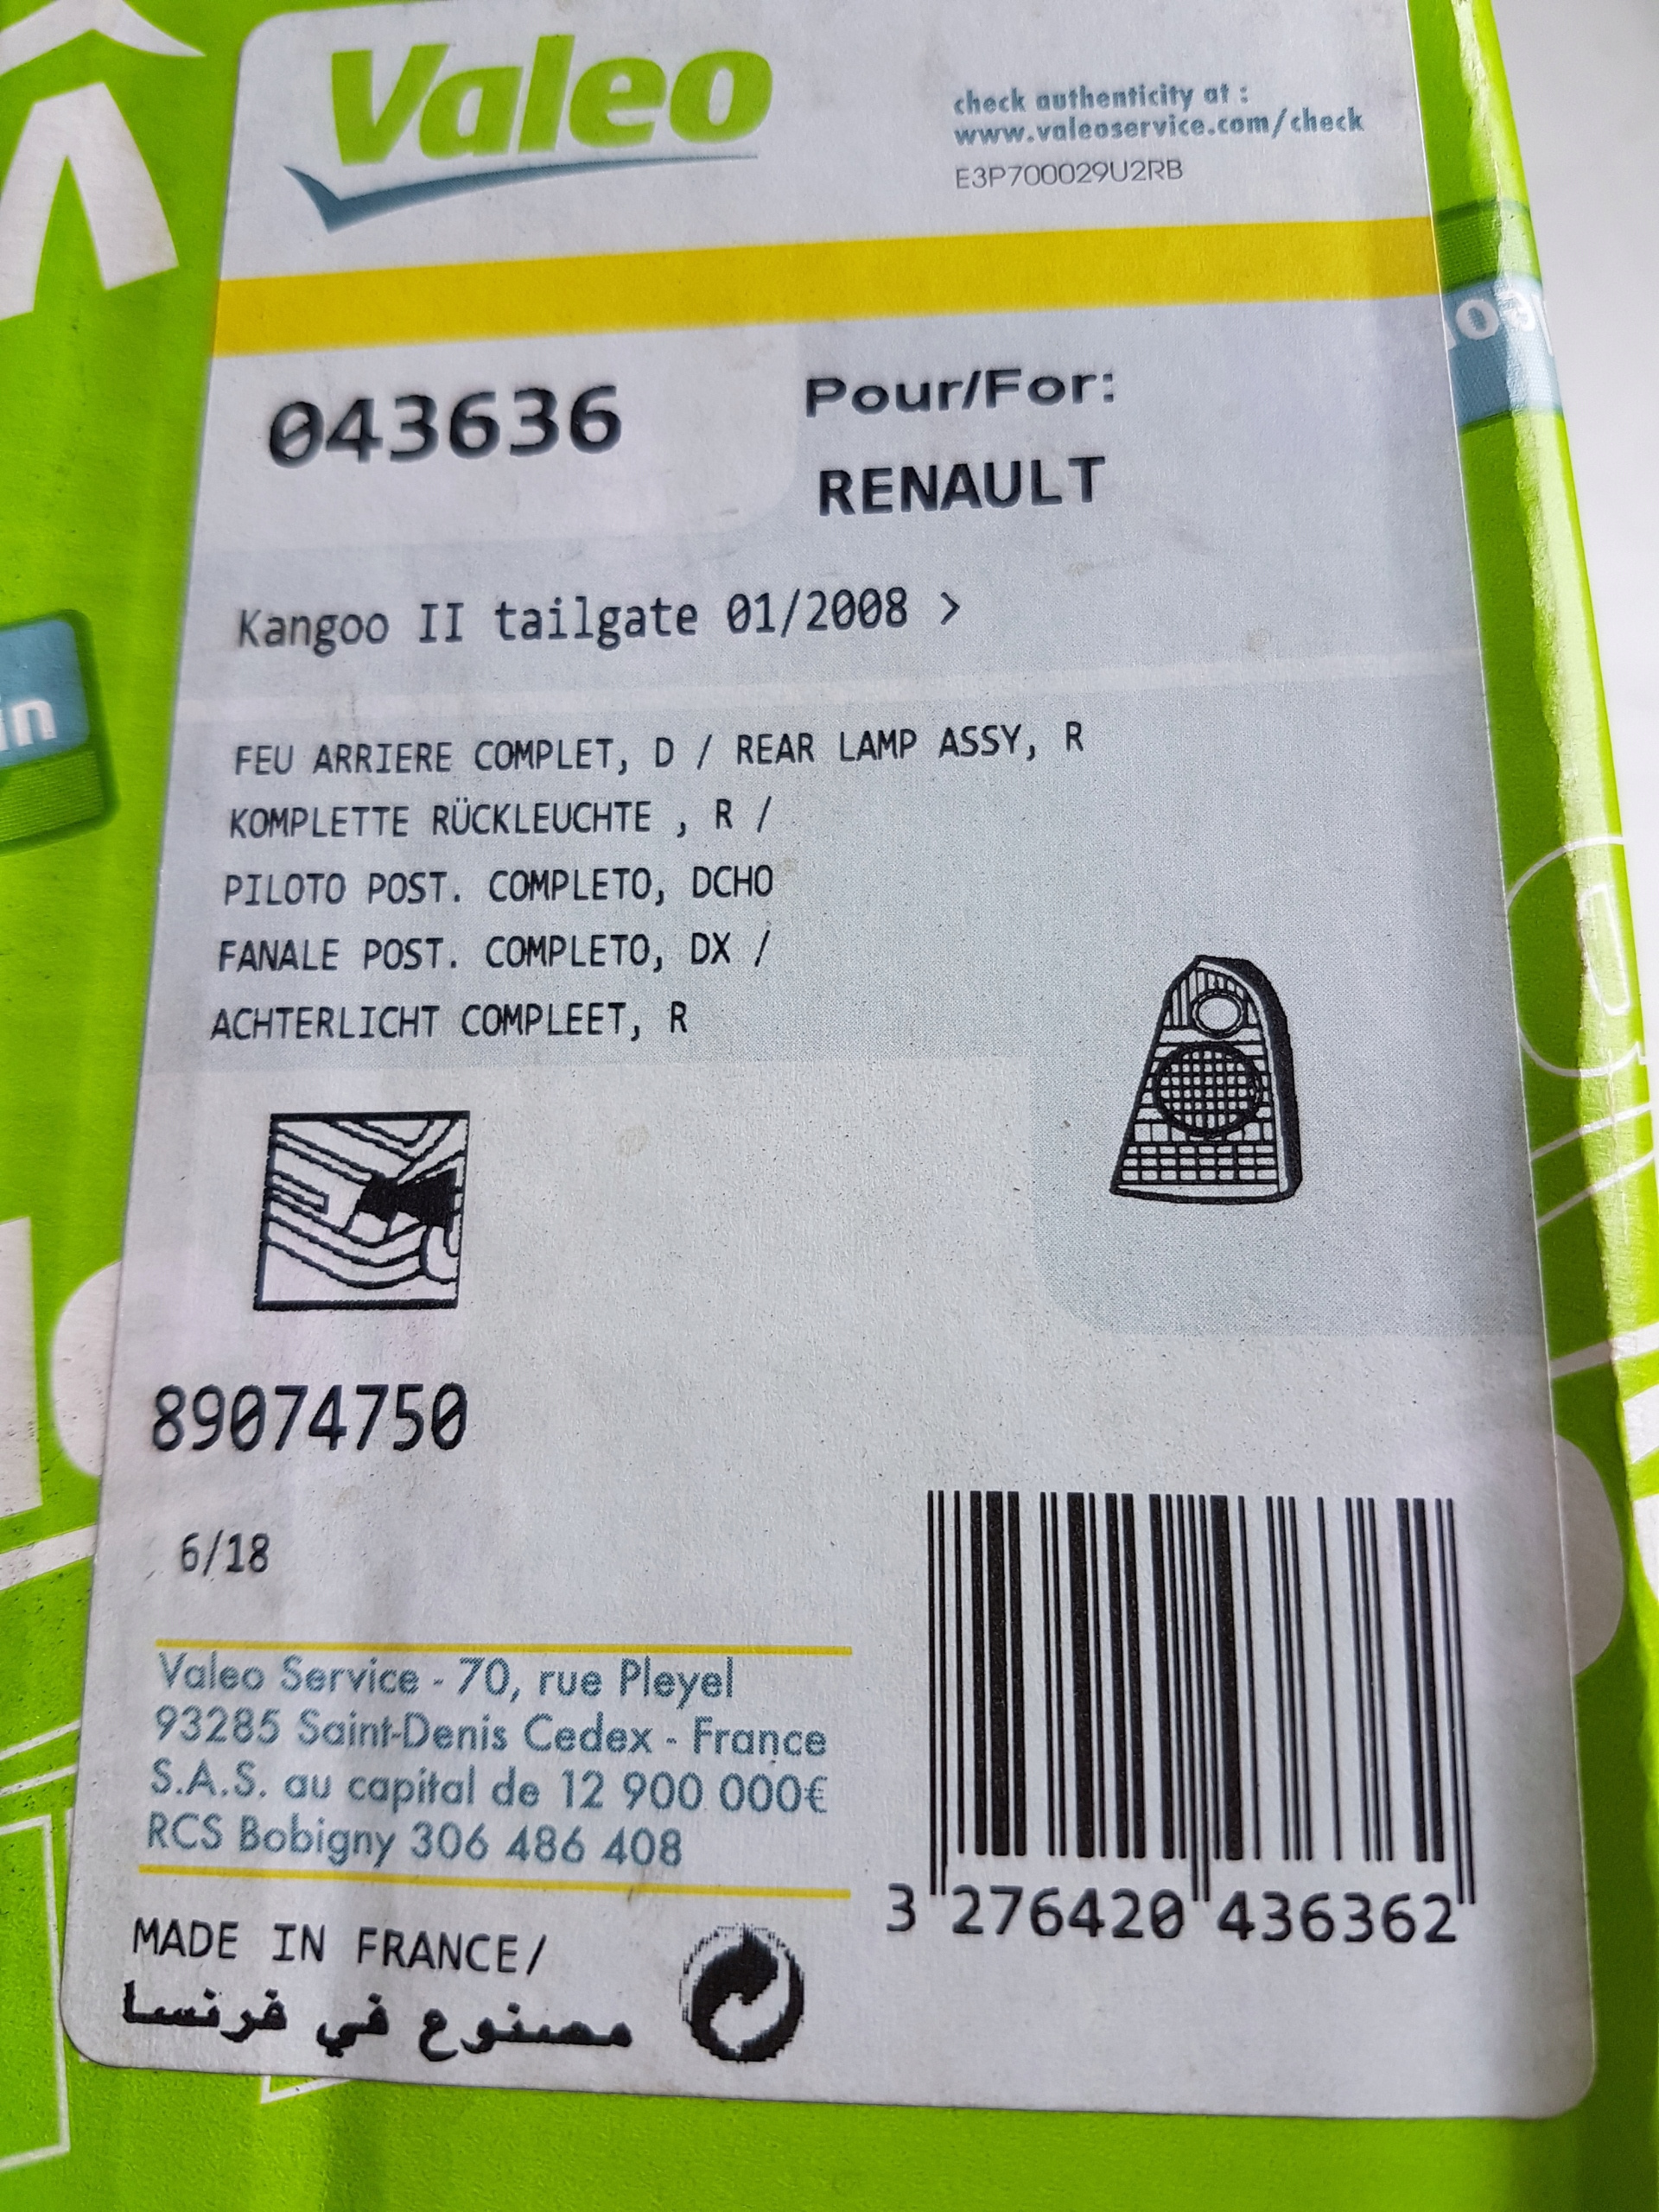 Valeo
check authenticity at :
www.valeoservice.com/check
E3P700029U2RB
043636
Pour/For:
RENAULT
Kangoo II tailgate 01/2008 >
FEU ARRIERE COMPLET, D / REAR LAMP ASSY, R
KOMPLETTE RÜCKLEUCHTE , R /
PILOTO POST. COMPLETO, DCHO
FANALE POST. COMPLETO, DX /
ACHTERLICHT COMPLEET, R
89074750
6/18
Valeo Service - 70, rue Pleyel
93285 Saint-Denis Cedex - France
S.A.S. au capital de 12 900 000€
RCS Bobigny 306 486 408
3 276420 436362
MADE IN FRANCE/
مصنوع في فرنسا